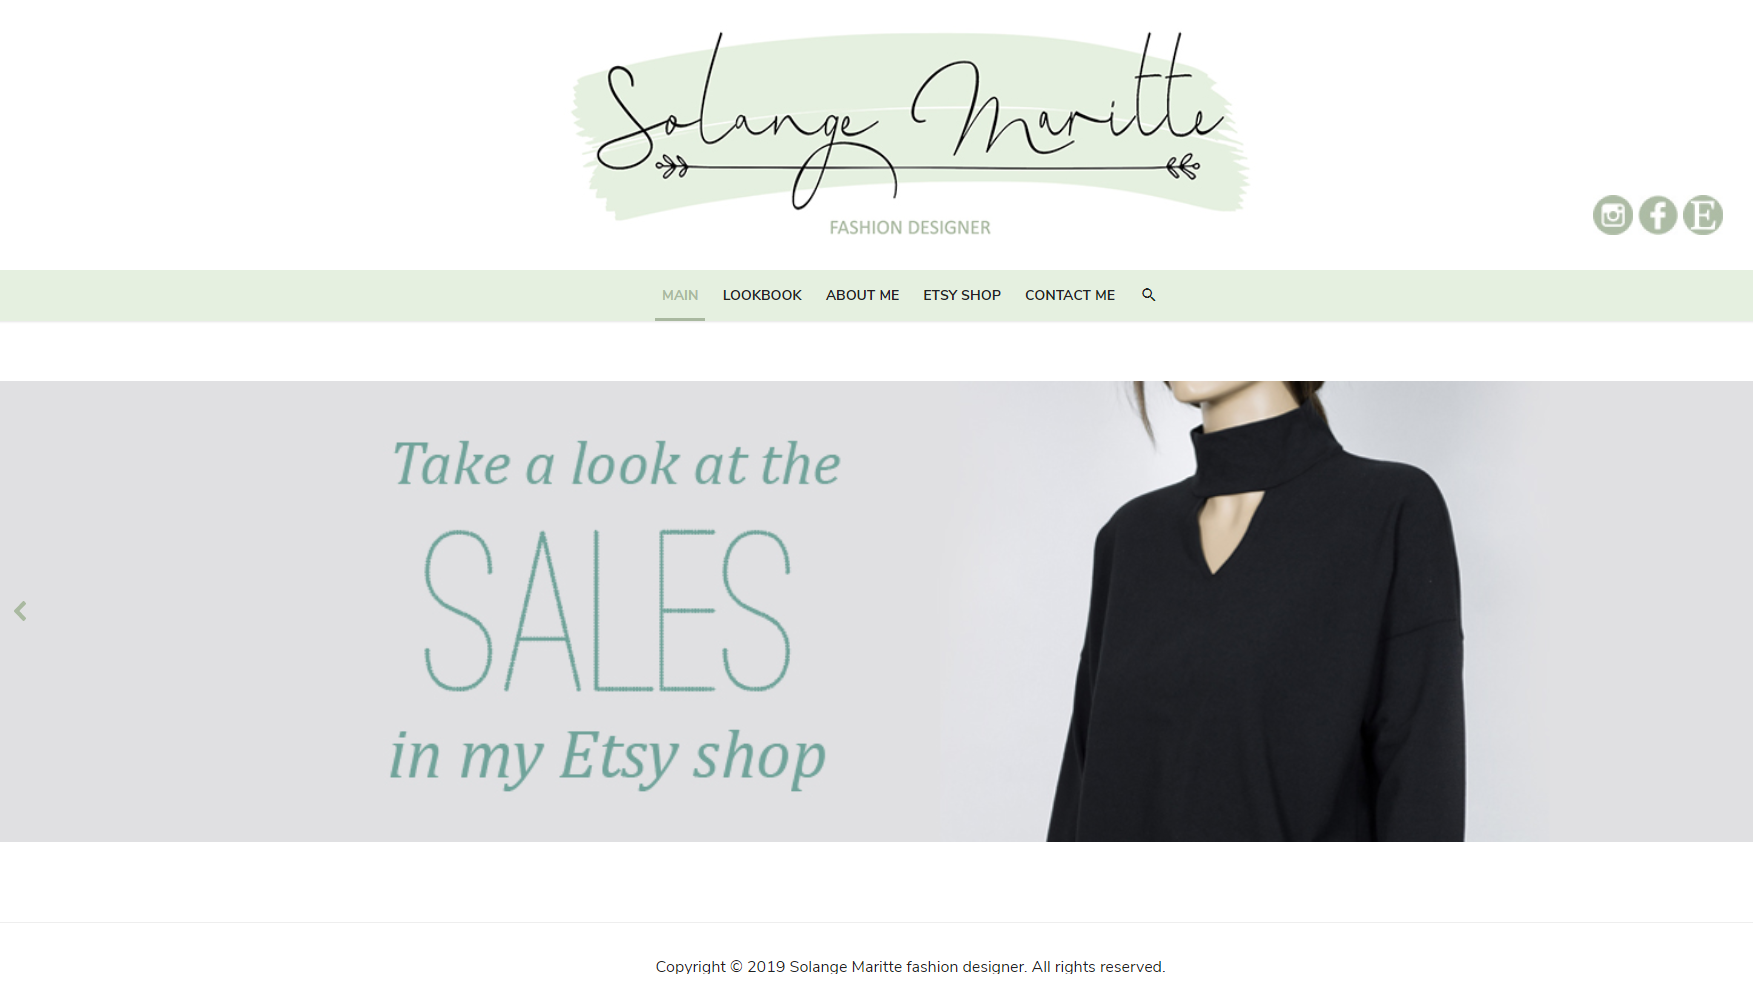 Solange Maritte
FASHION DESIGNER
E
MAIN LOOKBOOK ABOUT ME ETSY SHOP CONTACT ME
Take a look at the
SALES
in my Etsy shop
Copyright © 2019 Solange Maritte fashion designer. All rights reserved.